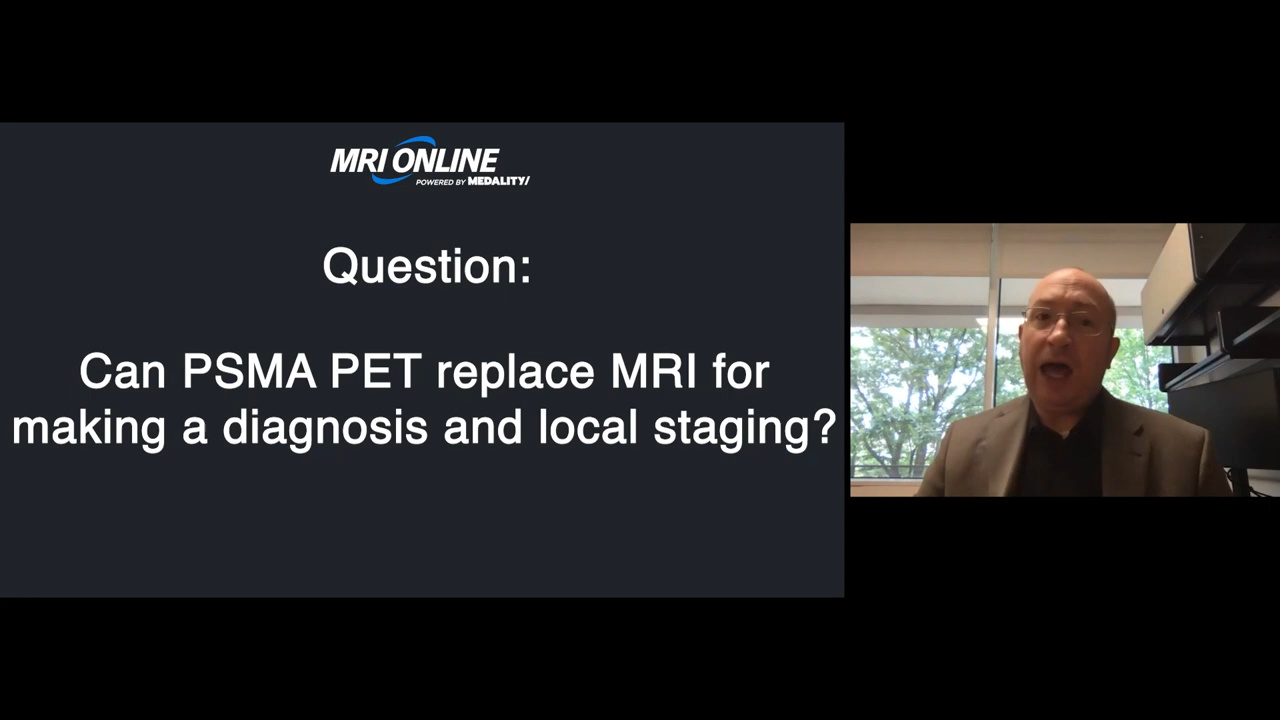 MRI ONLINE
POWERED BY MEDALITY/
Question:
Can PSMA PET replace MRI for
making a diagnosis and local staging?